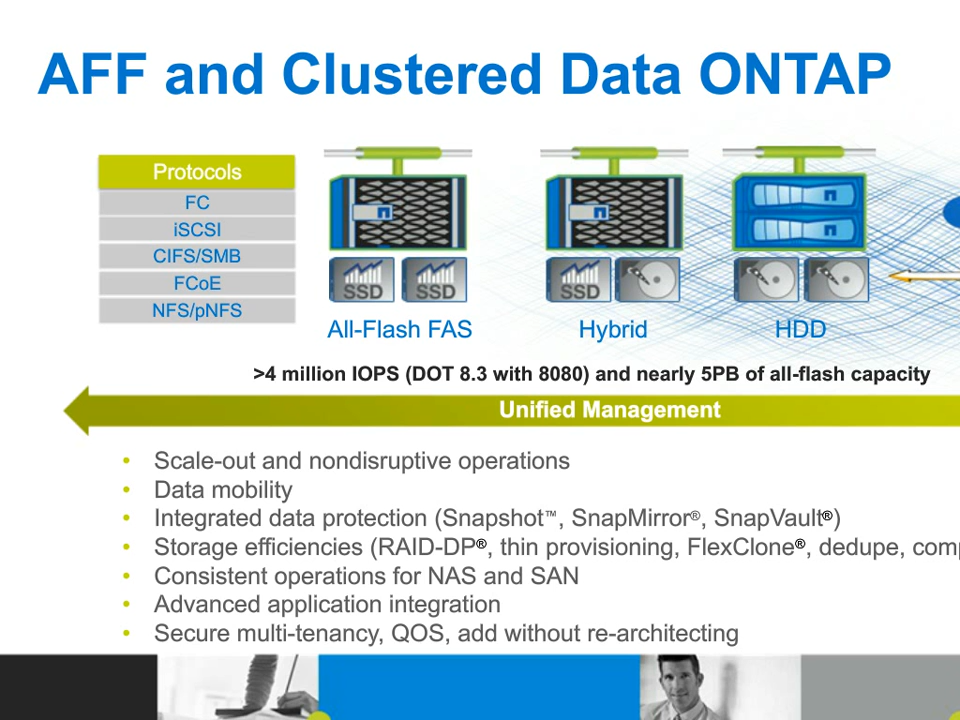 AFF and Clustered Data ONTAP
Protocols
FC
iSCSI
CIFS/SMB
FCoE
NFS/pNFS
SSD SSD SSD
All-Flash FAS Hybrid HDD
>4 million IOPS (DOT 8.3 with 8080) and nearly 5PB of all-flash capacity
Unified Management
• Scale-out and nondisruptive operations
• Data mobility
• Integrated data protection (Snapshot™, SnapMirror®, SnapVault®)
• Storage efficiencies (RAID-DP®, thin provisioning, FlexClone®, dedupe,
• Consistent operations for NAS and SAN
• Advanced application integration
• Secure multi-tenancy, QOS, add without re-architecting